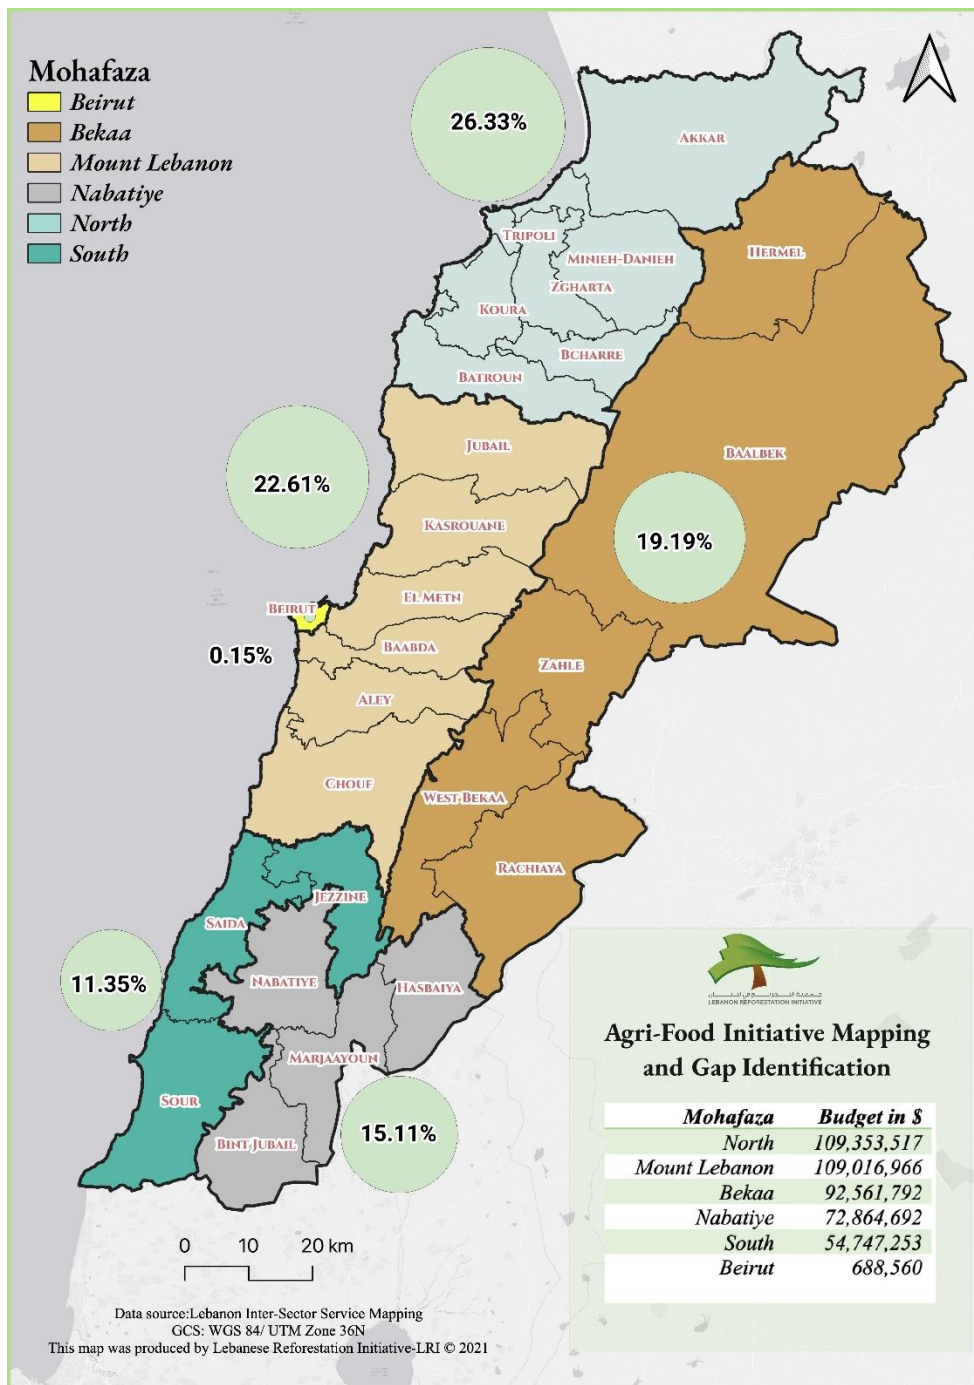 Mohafaza
Beirut
Bekaa
Mount Lebanon
Nabatiye
North
South
26.33%
AKKAR
TRIPOLI
MINIEH-DANIEH
HERMEL
ZGHARTA
KOURA
BCHARRE
BATROUN
JUBAIL
BAALBEK
22.61%
KASROUANE
19.19%
EL METN
BEIRUT
BAABDA
0.15%
ZAHLE
ALEY
CHOUF
WEST BEKAA
RACHIAYA
JEZZINE
SAIDA
11.35%
NABATIYE
HASBAIYA
MARJAAYOUN
SOUR
15.11%
BINT JUBAIL
جمعية التحريج في لبنان
LEBANON REFORESTATION INITIATIVE
Agri-Food Initiative Mapping
and Gap Identification
Mohafaza Budget in $
North 109,353,517
Mount Lebanon 109,016,966
Bekaa 92,561,792
Nabatiye 72,864,692
South 54,747,253
Beirut 688,560
0 10 20 km
Data source:Lebanon Inter-Sector Service Mapping
GCS: WGS 84/ UTM Zone 36N
This map was produced by Lebanese Reforestation Initiative-LRI © 2021